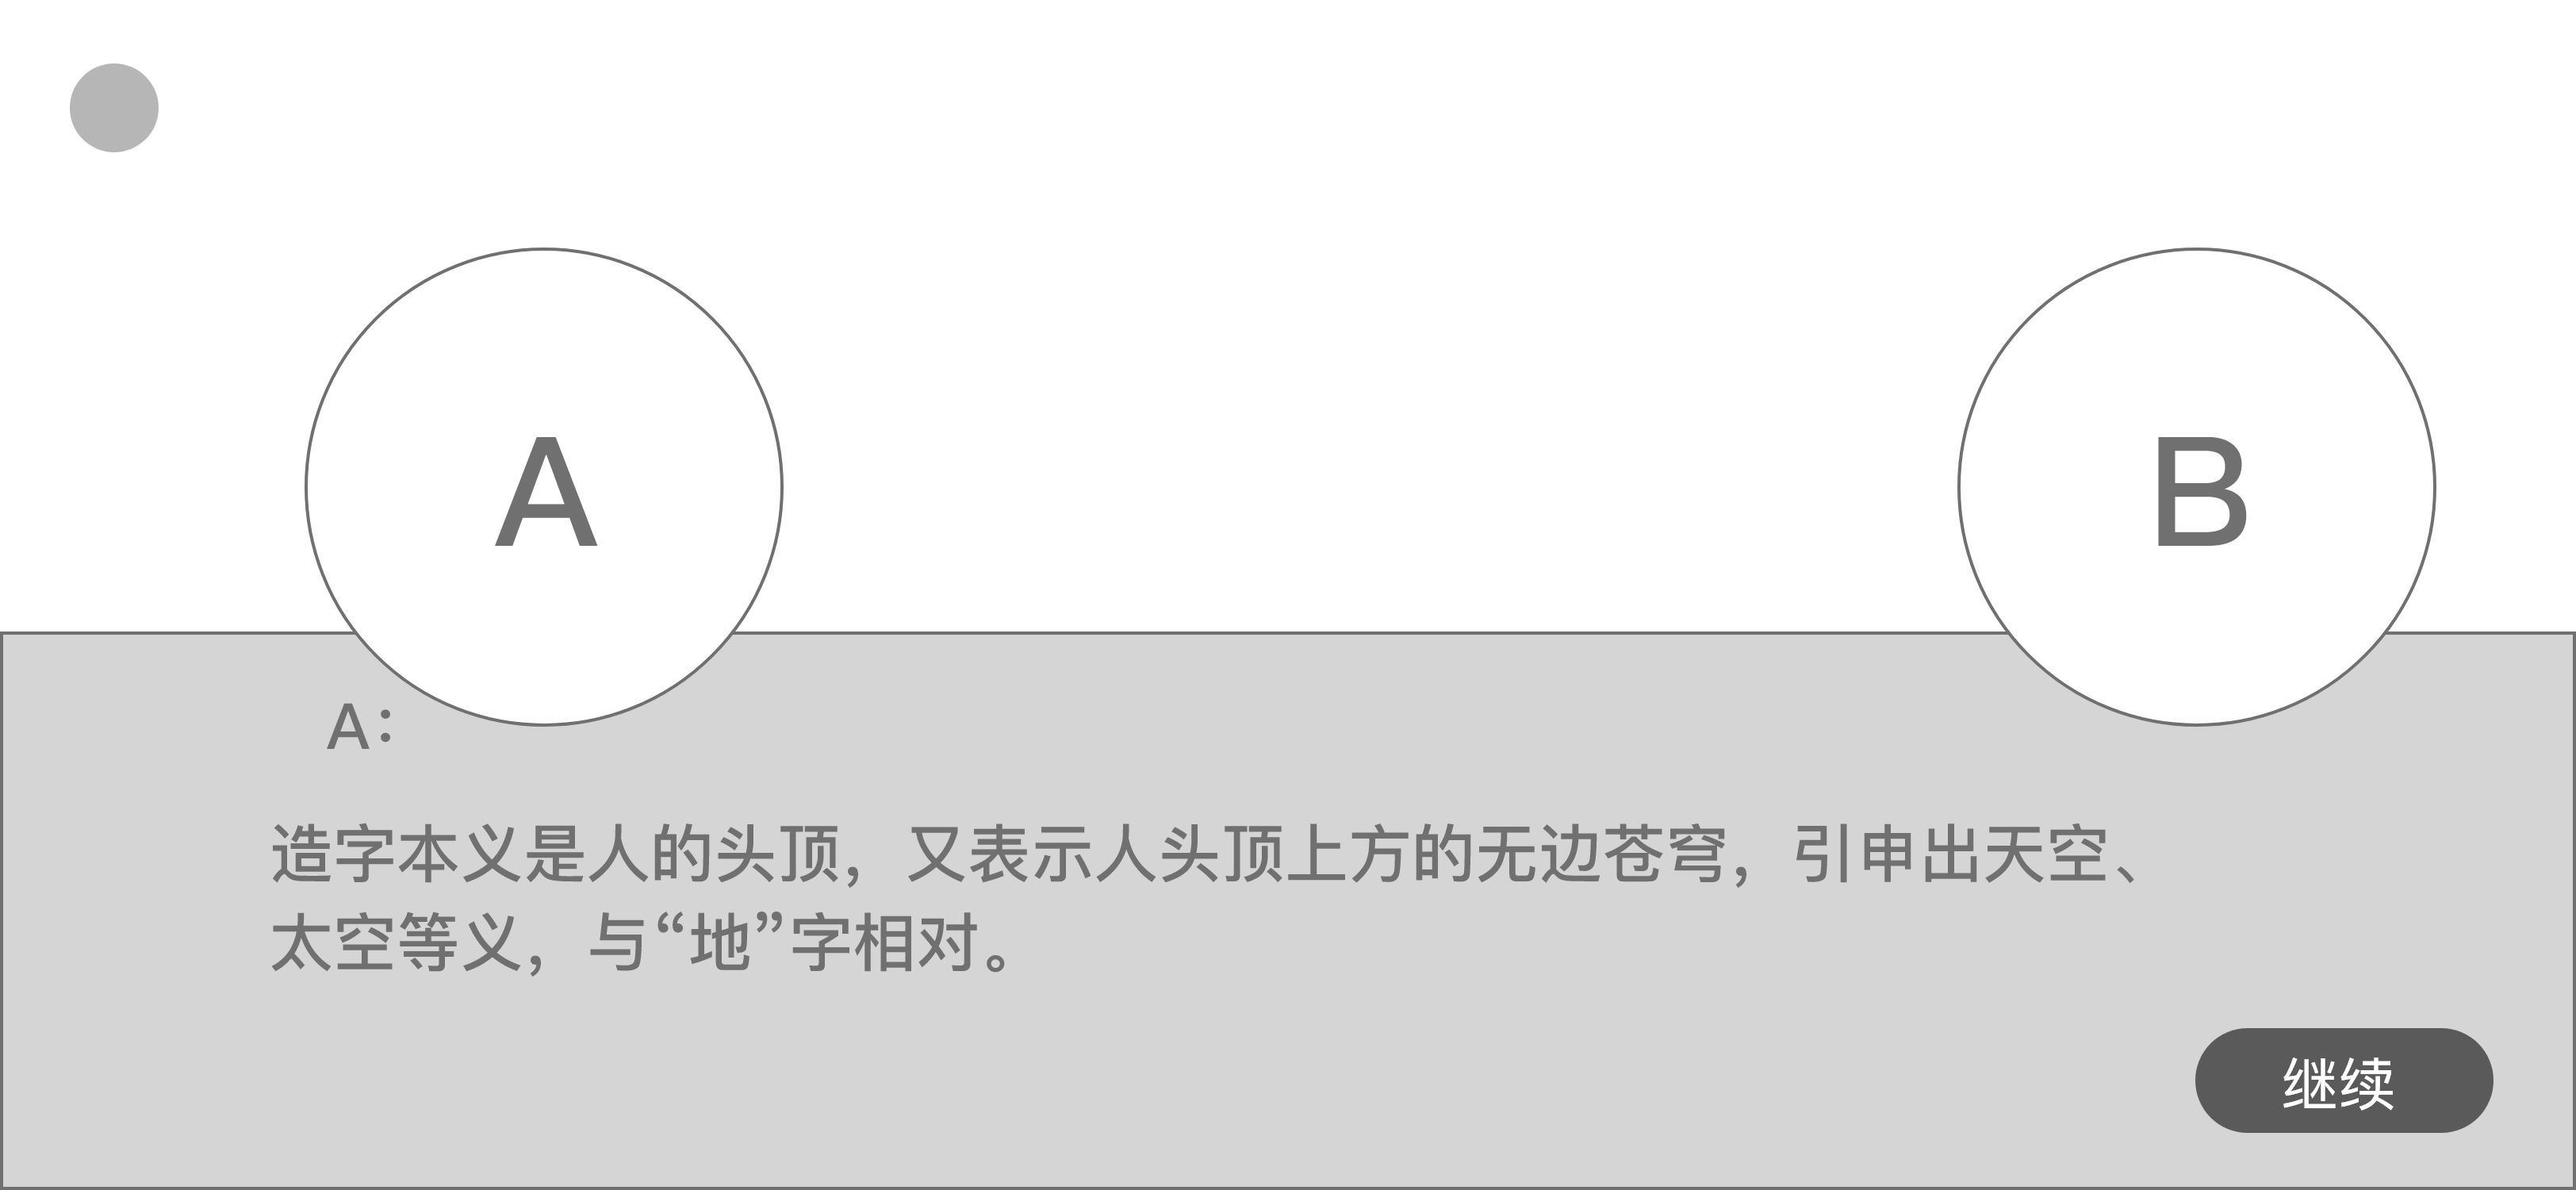 A
B
A：
造字本义是人的头顶，又表示人头顶上方的无边苍穹，引申出天空、
太空等义，与“地”字相对。
继续